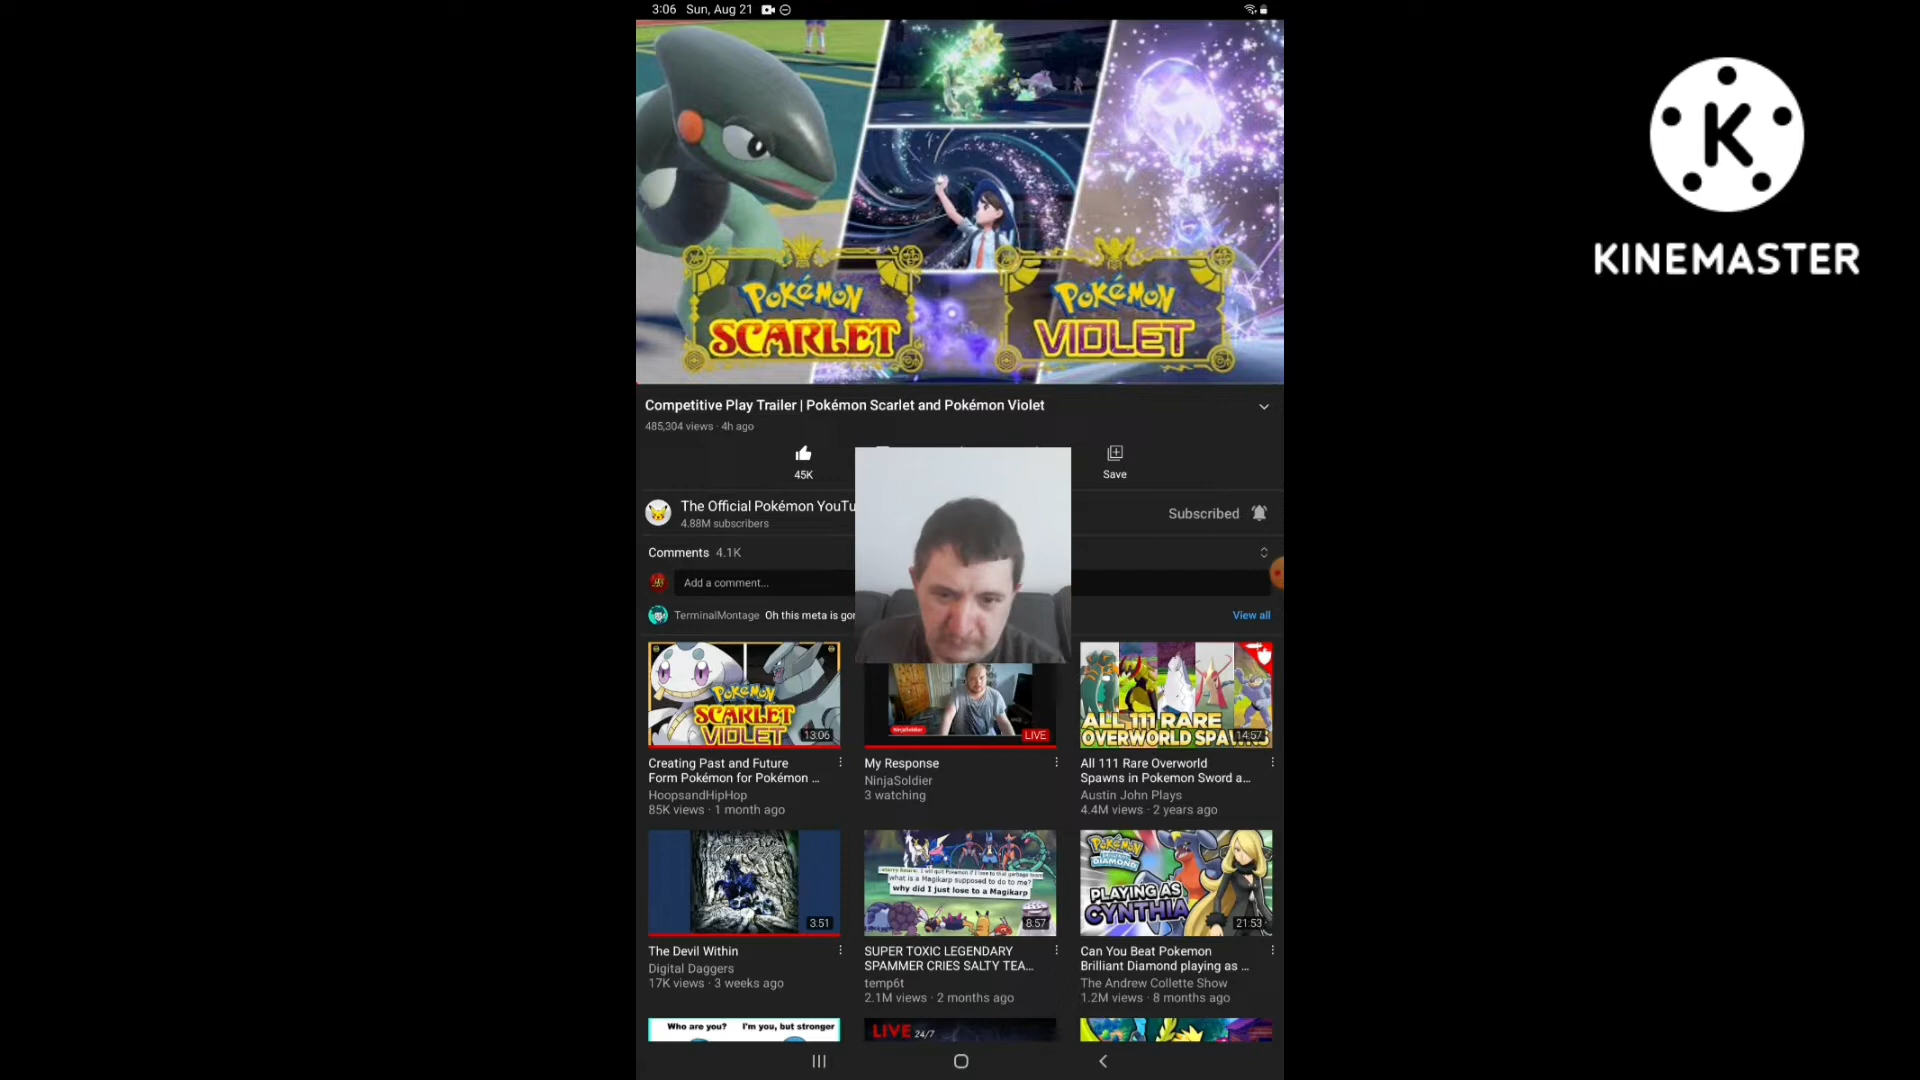 3:06 Sun, Aug 21
KINEMASTER
POKéMON
SCARLET
POKéMON
VIOLET
Competitive Play Trailer | Pokémon Scarlet and Pokémon Violet
485,304 views · 4h ago
45K
Save
The Official Pokémon YouTu
4.88M subscribers
Subscribed
Comments 4.1K
Add a comment...
TerminalMontage Oh this meta is gor
View all
POKéMON
SCARLET
VIOLET
13:06
NinjaSoldier
LIVE
ALL 111 RARE
OVERWORLD SPAWNS
14:57
Creating Past and Future
Form Pokémon for Pokémon ...
HoopsandHipHop
85K views · 1 month ago
My Response
NinjaSoldier
3 watching
All 111 Rare Overworld
Spawns in Pokemon Sword a...
Austin John Plays
4.4M views · 2 years ago
3:51
what is a Magikarp supposed to do to me?
why did I just lose to a Magikarp
8:57
POKéMON
DIAMOND
PLAYING AS
CYNTHIA
21:53
The Devil Within
Digital Daggers
17K views · 3 weeks ago
SUPER TOXIC LEGENDARY
SPAMMER CRIES SALTY TEA...
temp6t
2.1M views · 2 months ago
Can You Beat Pokemon
Brilliant Diamond playing as ...
The Andrew Collette Show
1.2M views · 8 months ago
Who are you? I'm you, but stronger
LIVE 24/7